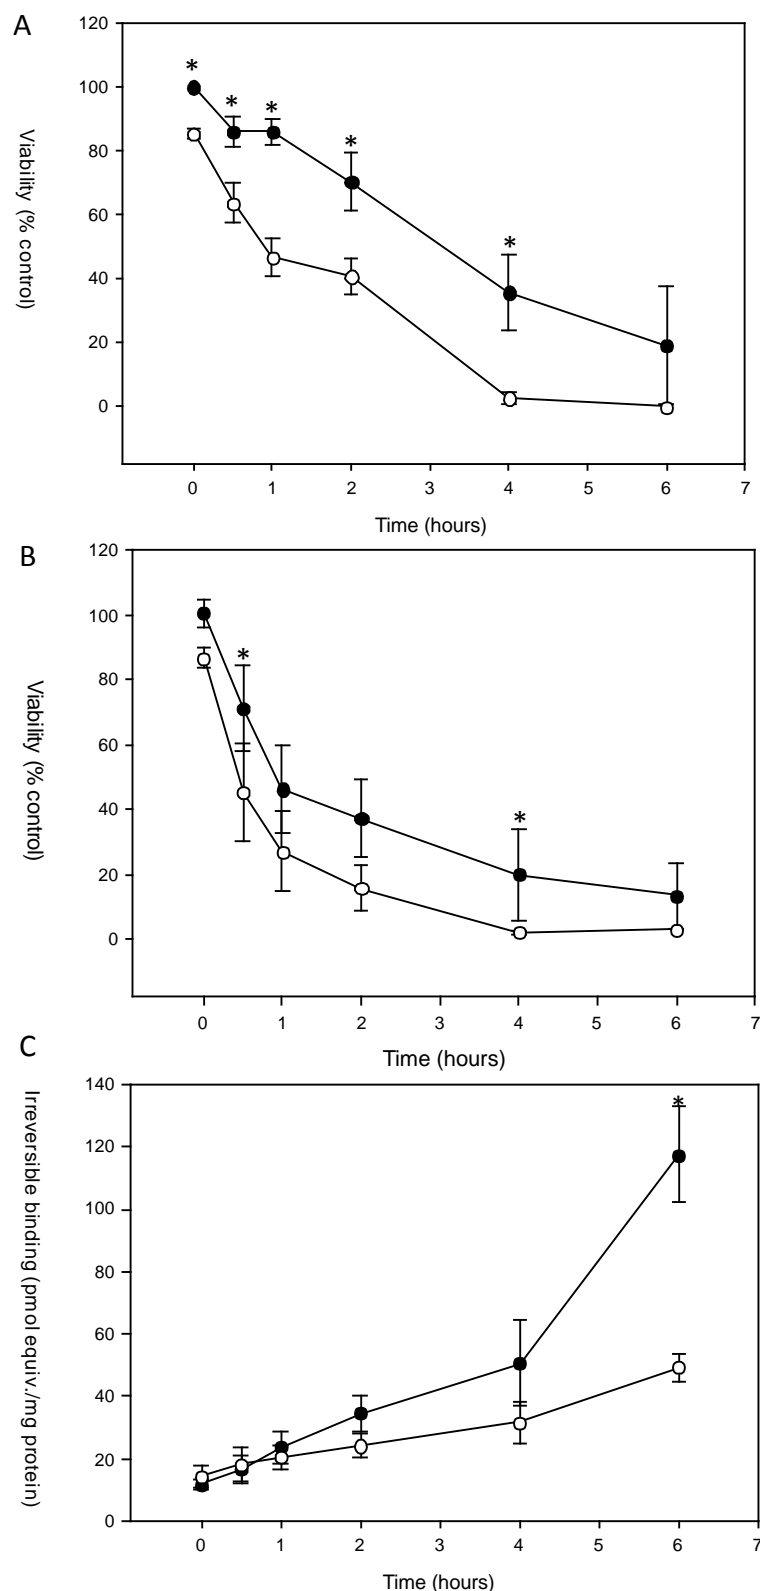 A
120
100
80
60
40
20
0
Viability (% control)
* * * * *
0 1 2 3 4 5 6 7
Time (hours)
B
120
100
80
60
40
20
0
Viability (% control)
* *
0 1 2 3 4 5 6 7
Time (hours)
C
140
120
100
80
60
40
20
0
Irreversible binding (pmol equiv./mg protein)
*
0 1 2 3 4 5 6 7
Time (hours)